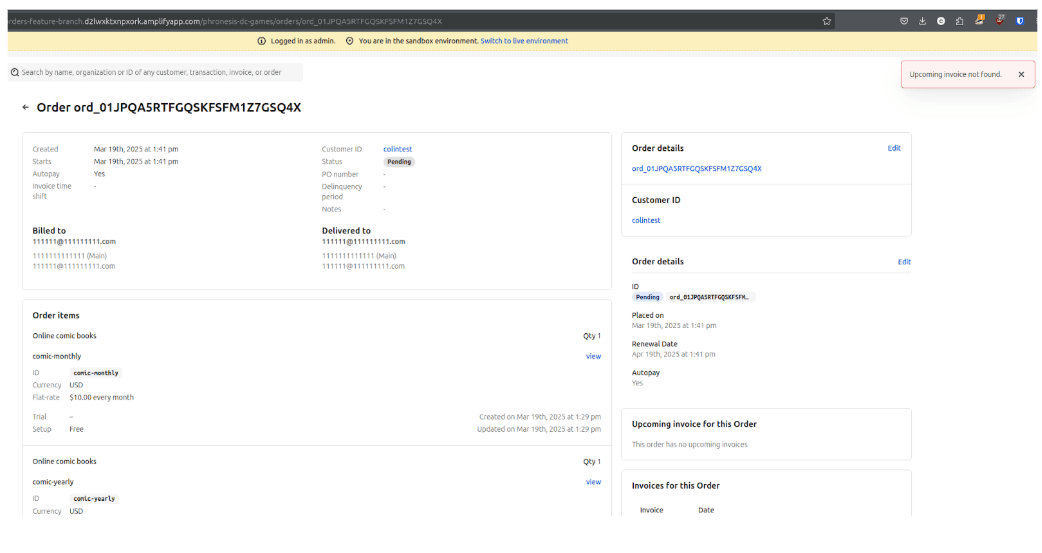 rders-feature-branch.d2lwxktxnpxork.amplifyapp.com/phronesis-dc-games/orders/ord_01JPQA5RTFGQSKFSFM1Z7GSQ4X
Logged in as admin. You are in the sandbox environment. Switch to live environment
Search by name, organization or ID of any customer, transaction, invoice, or order
Upcoming invoice not found.
Order ord_01JPQA5RTFGQSKFSFM1Z7GSQ4X
Created Mar 19th, 2025 at 1:41 pm
Starts Mar 19th, 2025 at 1:41 pm
Autopay Yes
Invoice time shift -
Customer ID colintest
Status Pending
PO number -
Delinquency period -
Notes -
Billed to
111111@111111111.com
1111111111111 (Main)
111111@111111111.com
Delivered to
111111@111111111.com
1111111111111 (Main)
111111@111111111.com
Order items
Online comic books Qty 1
comic-monthly view
ID comic-monthly
Currency USD
Flat-rate $10.00 every month
Trial – Created on Mar 19th, 2025 at 1:29 pm
Setup Free Updated on Mar 19th, 2025 at 1:29 pm
Online comic books Qty 1
comic-yearly view
ID comic-yearly
Currency USD
Order details Edit
ord_01JPQA5RTFGQSKFSFM1Z7GSQ4X
Customer ID
colintest
Order details Edit
ID
Pending ord_01JPQA5RTFGQSKFSFM…
Placed on
Mar 19th, 2025 at 1:41 pm
Renewal Date
Apr 19th, 2025 at 1:41 pm
Autopay
Yes
Upcoming invoice for this Order
This order has no upcoming invoices
Invoices for this Order
Invoice Date